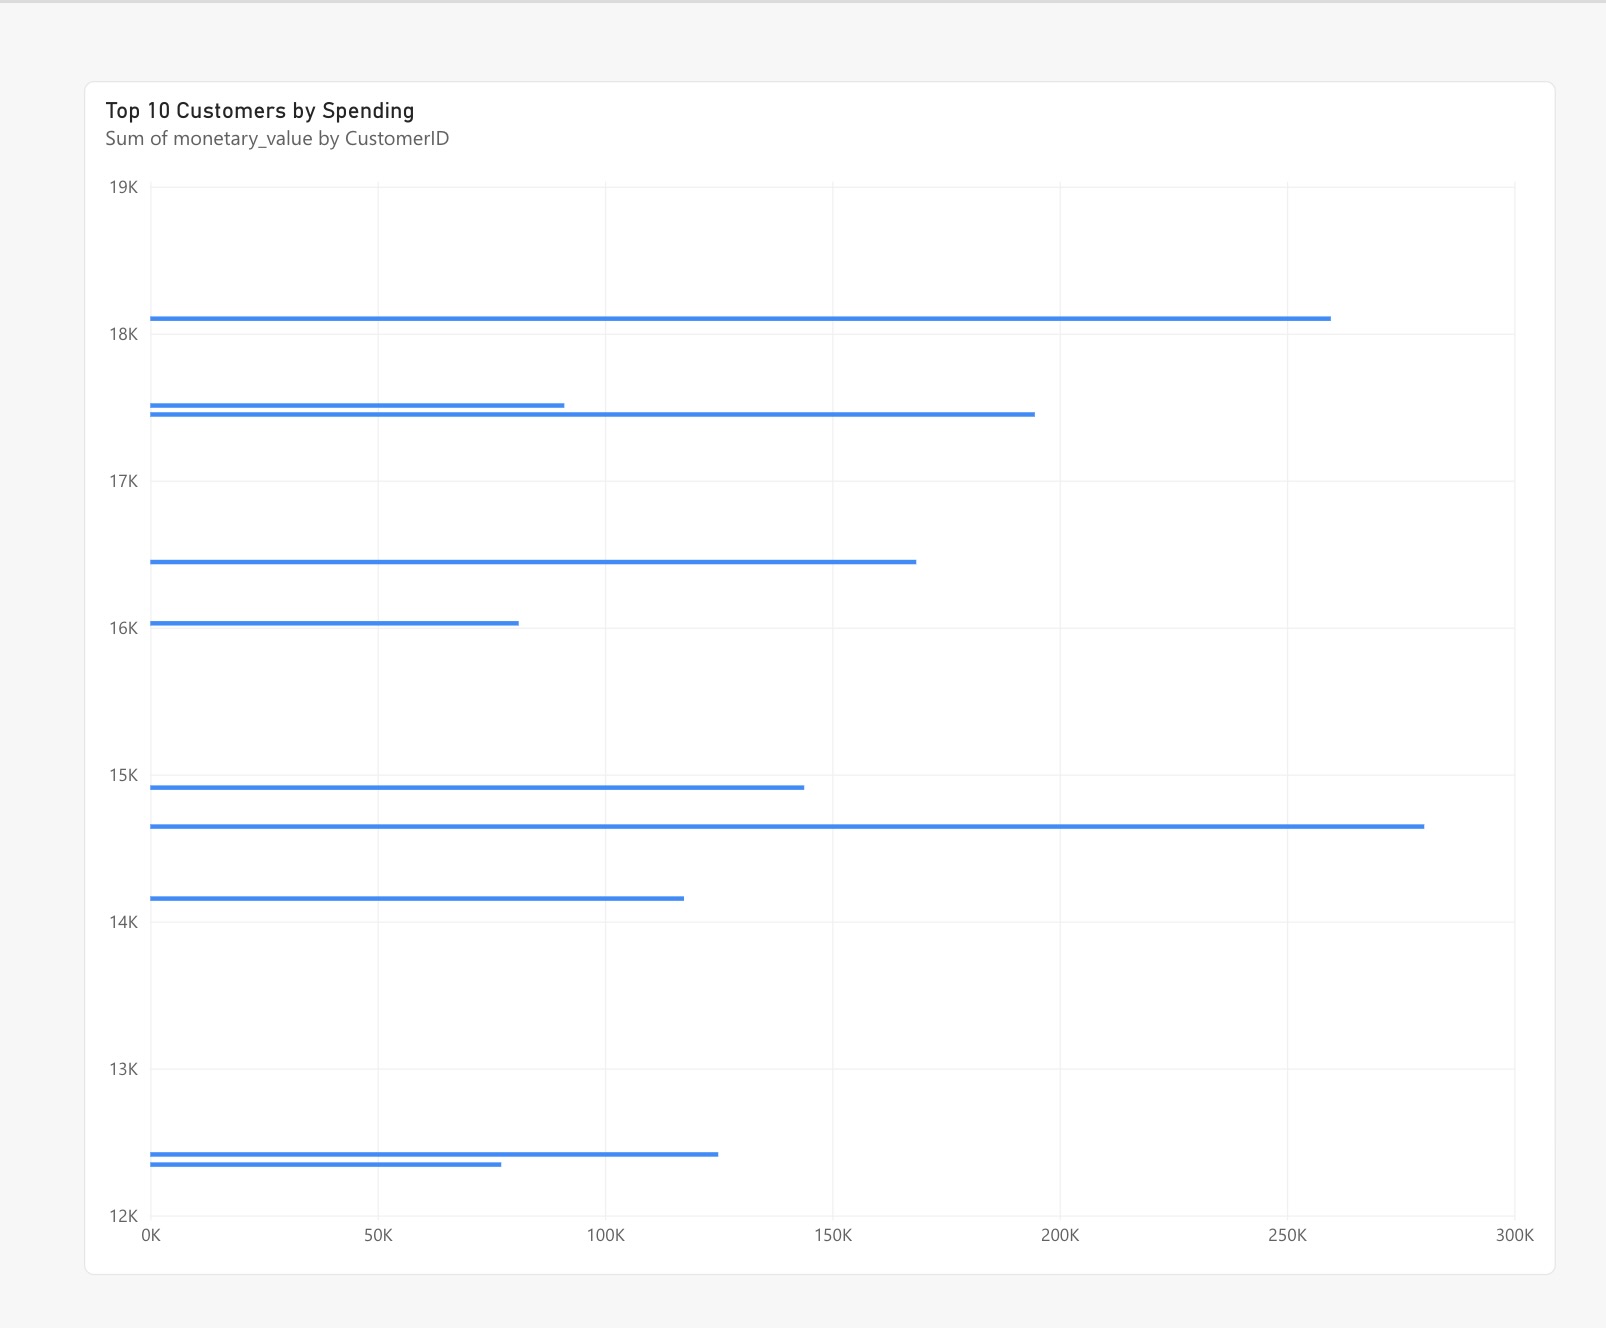 Top 10 Customers by Spending
Sum of monetary_value by CustomerID
19K
18K
17K
16K
15K
14K
13K
12K
0K 50K 100K 150K 200K 250K 300K